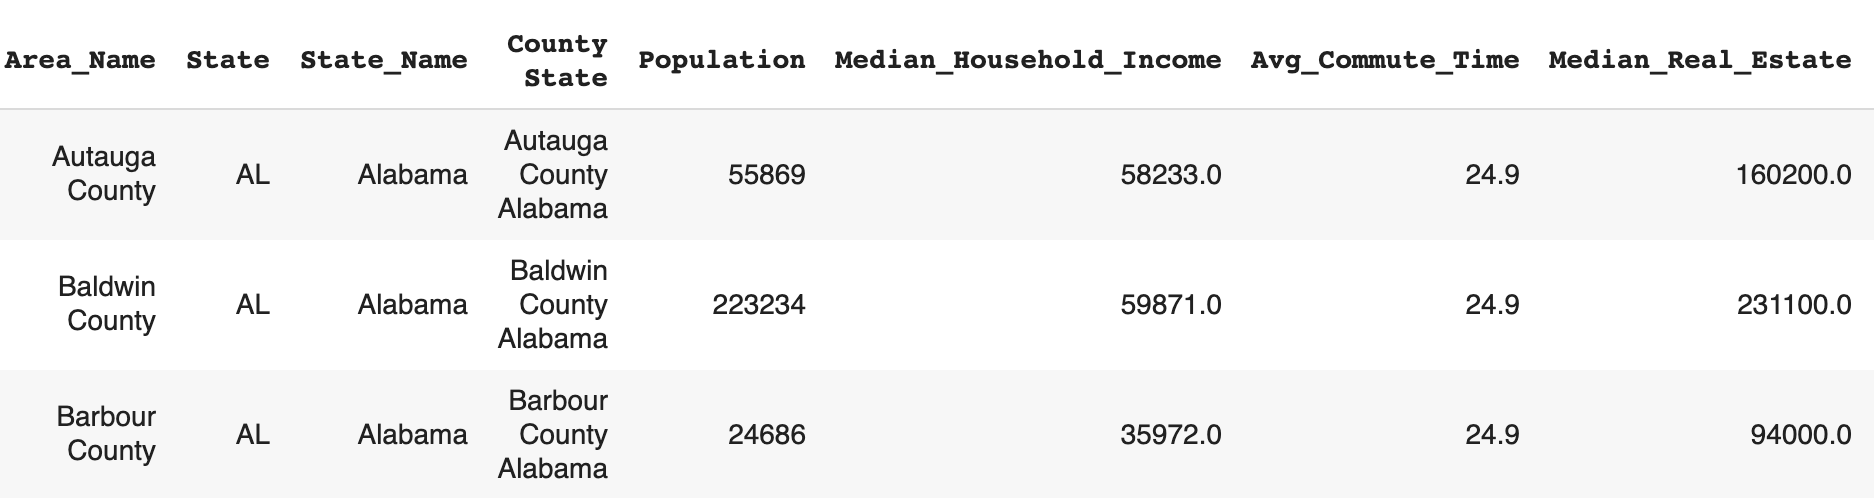 Area_Name State State_Name County State Population Median_Household_Income Avg_Commute_Time Median_Real_Estate
Autauga County AL Alabama Autauga County Alabama 55869 58233.0 24.9 160200.0
Baldwin County AL Alabama Baldwin County Alabama 223234 59871.0 24.9 231100.0
Barbour County AL Alabama Barbour County Alabama 24686 35972.0 24.9 94000.0